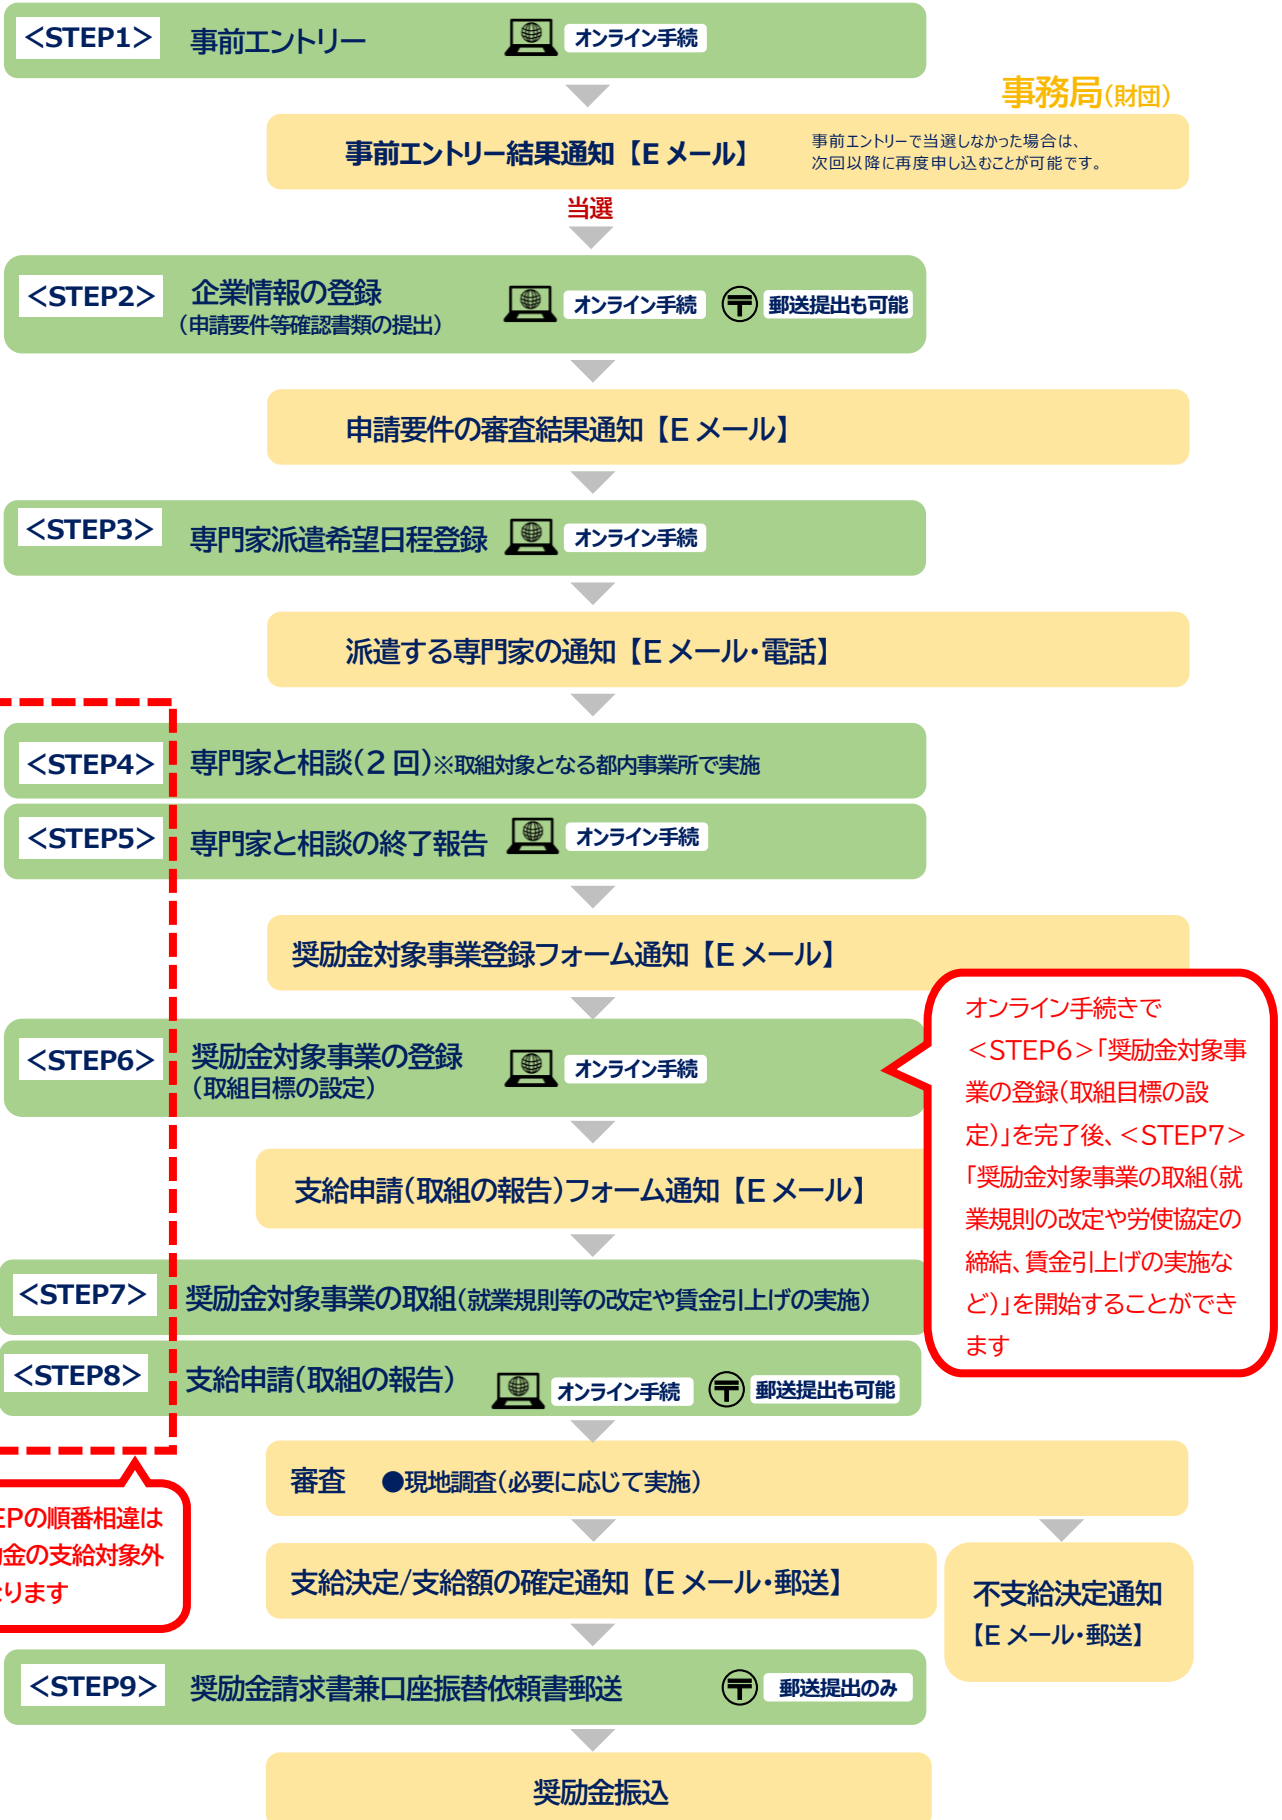 <STEP1> 事前エントリー オンライン手続
事務局(財団)
事前エントリー結果通知【Eメール】
事前エントリーで当選しなかった場合は、
次回以降に再度申し込むことが可能です。
当選
<STEP2> 企業情報の登録
(申請要件等確認書類の提出)
オンライン手続 〒 郵送提出も可能
申請要件の審査結果通知【Eメール】
<STEP3> 専門家派遣希望日程登録 オンライン手続
派遣する専門家の通知【Eメール・電話】
<STEP4> 専門家と相談(2回)※取組対象となる都内事業所で実施
<STEP5> 専門家と相談の終了報告 オンライン手続
奨励金対象事業登録フォーム通知【Eメール】
<STEP6> 奨励金対象事業の登録
(取組目標の設定)
オンライン手続
オンライン手続きで
<STEP6>「奨励金対象事
業の登録(取組目標の設
定)」を完了後、<STEP7>
「奨励金対象事業の取組(就
業規則の改定や労使協定の
締結、賃金引上げの実施な
ど)」を開始することができ
ます
支給申請(取組の報告)フォーム通知【Eメール】
<STEP7> 奨励金対象事業の取組(就業規則等の改定や賃金引上げの実施)
<STEP8> 支給申請(取組の報告) オンライン手続 〒 郵送提出も可能
審査 ●現地調査(必要に応じて実施)
EPの順番相違は
金の支給対象外
ります
支給決定/支給額の確定通知【Eメール・郵送】
不支給決定通知
【Eメール・郵送】
<STEP9> 奨励金請求書兼口座振替依頼書郵送 〒 郵送提出のみ
奨励金振込